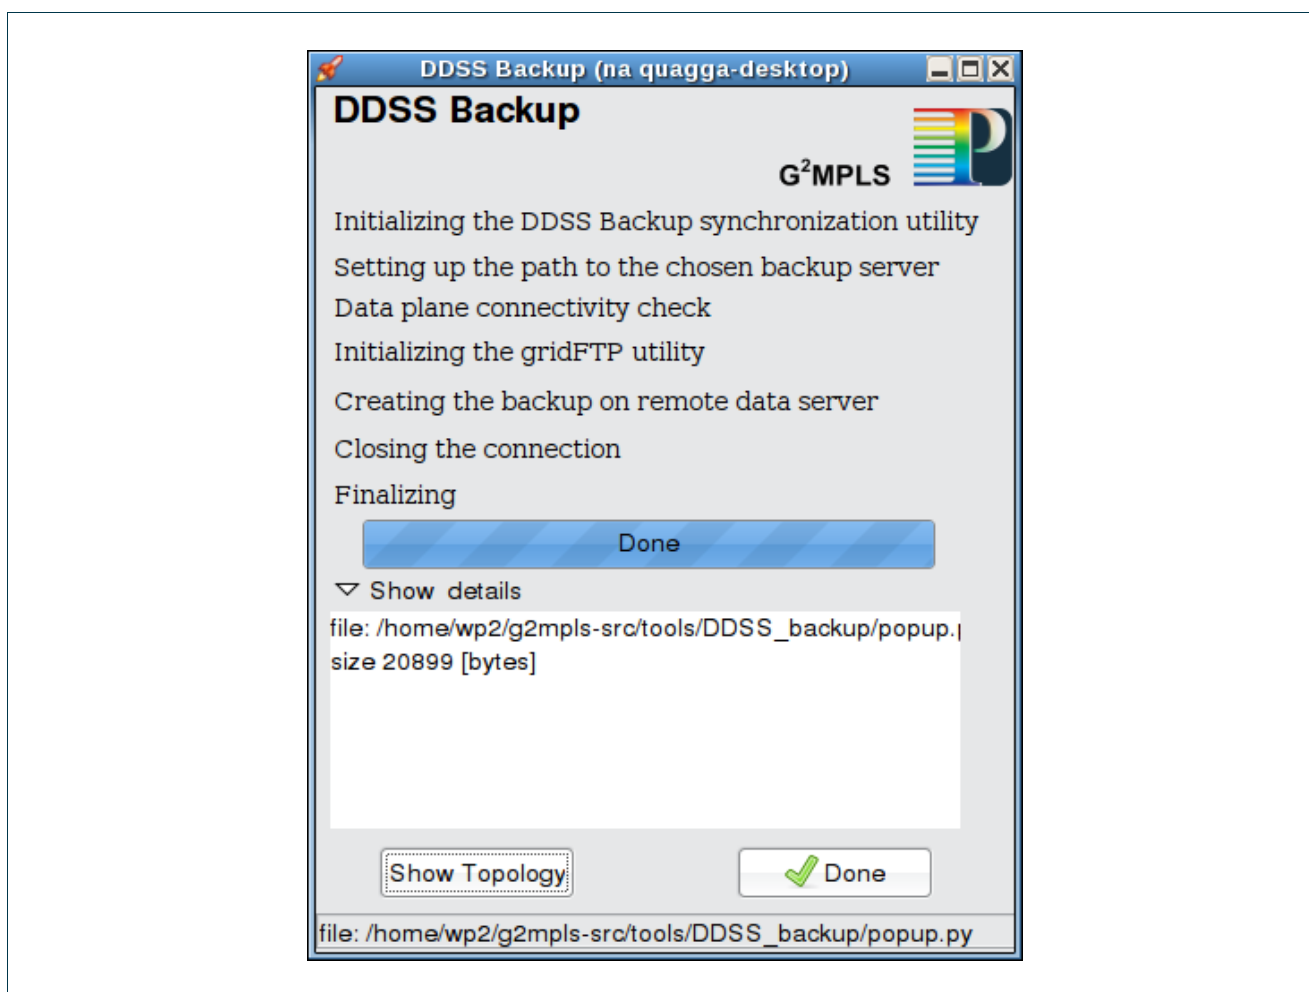 DDSS Backup (na quagga-desktop)
DDSS Backup
G²MPLS
Initializing the DDSS Backup synchronization utility
Setting up the path to the chosen backup server
Data plane connectivity check
Initializing the gridFTP utility
Creating the backup on remote data server
Closing the connection
Finalizing
Done
Show details
file: /home/wp2/g2mpls-src/tools/DDSS_backup/popup.p
size 20899 [bytes]
Show Topology
Done
file: /home/wp2/g2mpls-src/tools/DDSS_backup/popup.py